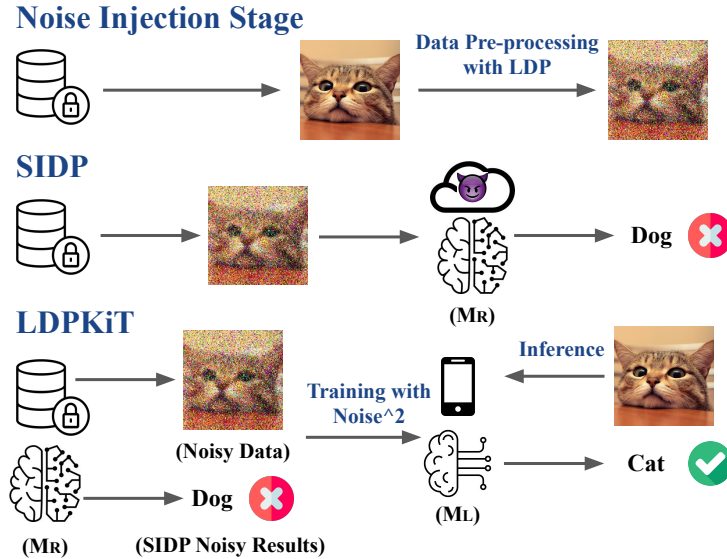 Noise Injection Stage
Data Pre-processing
with LDP
SIDP
(MR)
Dog
LDPKiT
(Noisy Data)
Training with
Noise^2
Inference
(ML)
Cat
(MR)
Dog
(SIDP Noisy Results)